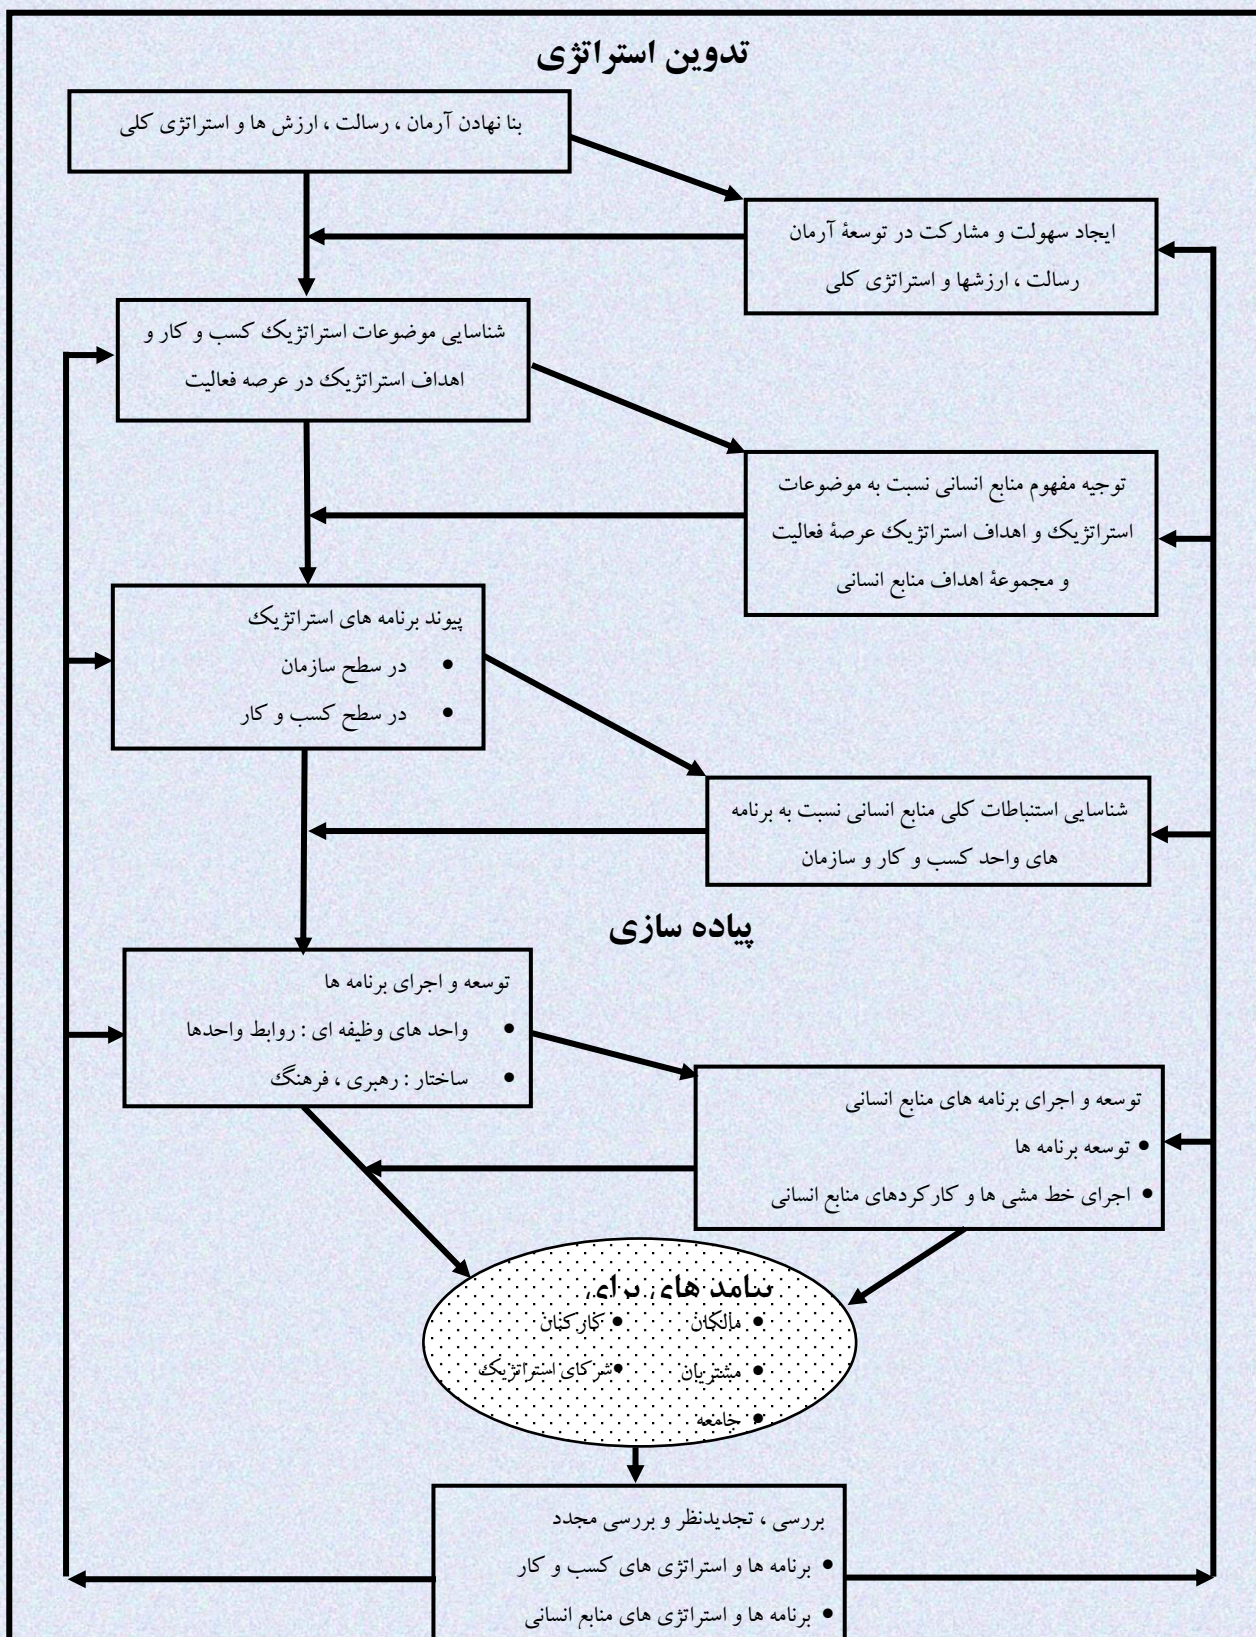 تدوین استراتژی
بنا نهادن آرمان ، رسالت ، ارزش ها و استراتژی کلی
ایجاد سهولت و مشارکت در توسعۀ آرمان
رسالت ، ارزشها و استراتژی کلی
شناسایی موضوعات استراتژیک کسب و کار و
اهداف استراتژیک در عرصه فعالیت
توجیه مفهوم منابع انسانی نسبت به موضوعات
استراتژیک و اهداف استراتژیک عرصۀ فعالیت
و مجموعۀ اهداف منابع انسانی
پیوند برنامه های استراتژیک
• در سطح سازمان
• در سطح کسب و کار
شناسایی استنباطات کلی منابع انسانی نسبت به برنامه
های واحد کسب و کار و سازمان
پیاده سازی
توسعه و اجرای برنامه ها
• واحد های وظیفه ای : روابط واحدها
• ساختار : رهبری ، فرهنگ
توسعه و اجرای برنامه های منابع انسانی
• توسعه برنامه ها
• اجرای خط مشی ها و کارکردهای منابع انسانی
پیامد های برای
• مالکان • کارکنان
• مشتریان • شرکای استراتژیک
• جامعه
بررسی ، تجدیدنظر و بررسی مجدد
• برنامه ها و استراتژی های کسب و کار
• برنامه ها و استراتژی های منابع انسانی